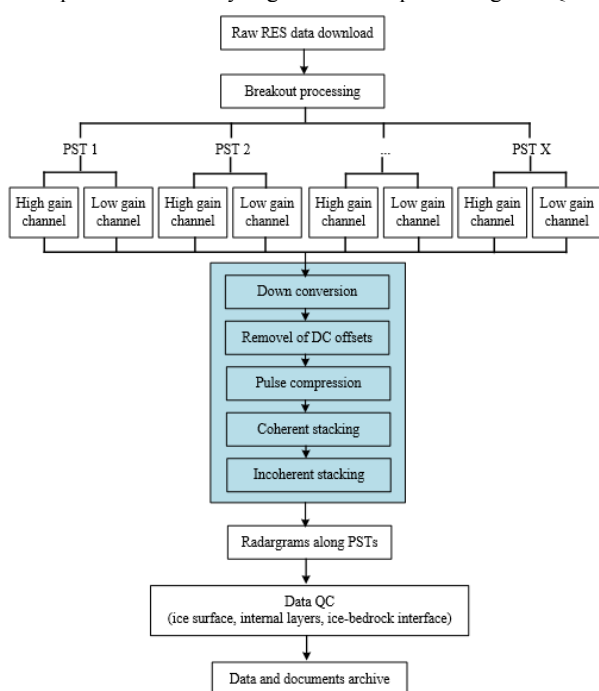 Raw RES data download
Breakout processing
PST 1
PST 2
...
PST X
High gain
channel
Low gain
channel
High gain
channel
Low gain
channel
High gain
channel
Low gain
channel
High gain
channel
Low gain
channel
Down conversion
Removel of DC offsets
Pulse compression
Coherent stacking
Incoherent stacking
Radargrams along PSTs
Data QC
(ice surface, internal layers, ice-bedrock interface)
Data and documents archive